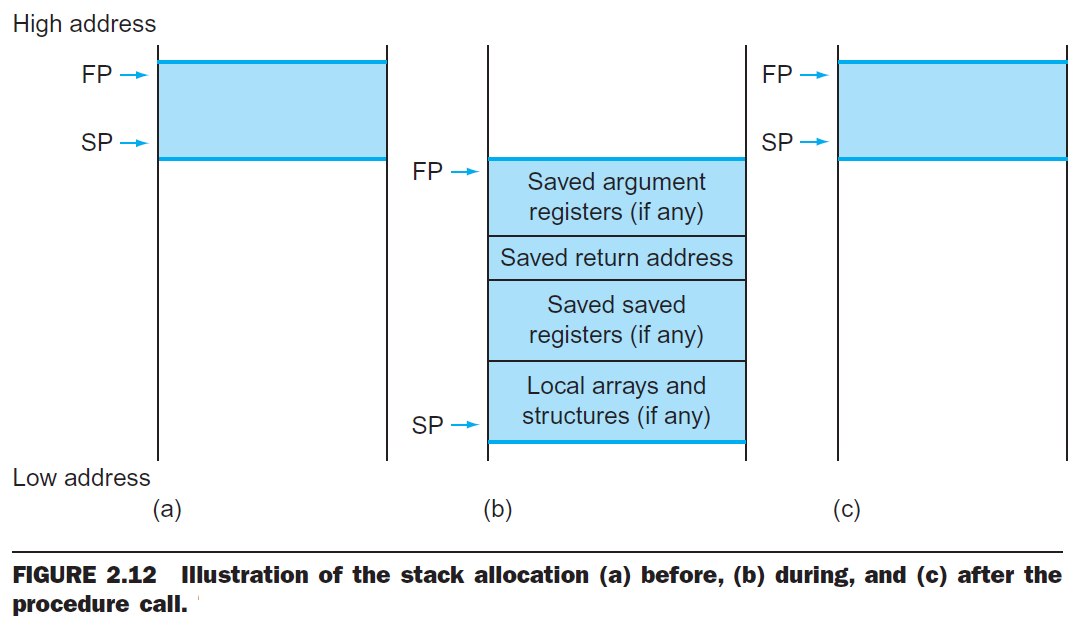 High address
FP
SP
FP
SP
FP
SP
Saved argument
registers (if any)
Saved return address
Saved saved
registers (if any)
Local arrays and
structures (if any)
Low address
(a)
(b)
(c)
FIGURE 2.12 Illustration of the stack allocation (a) before, (b) during, and (c) after the
procedure call.